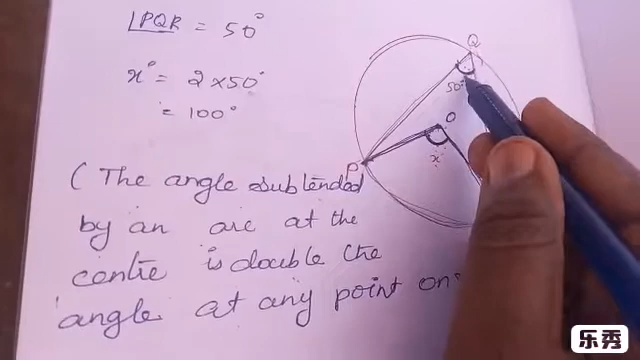 ∠PQR = 50°
x° = 2×50°
= 100°
Q
50°
O
x°
P
(The angle subtended
by an arc at the
centre is double the
angle at any point on
乐秀